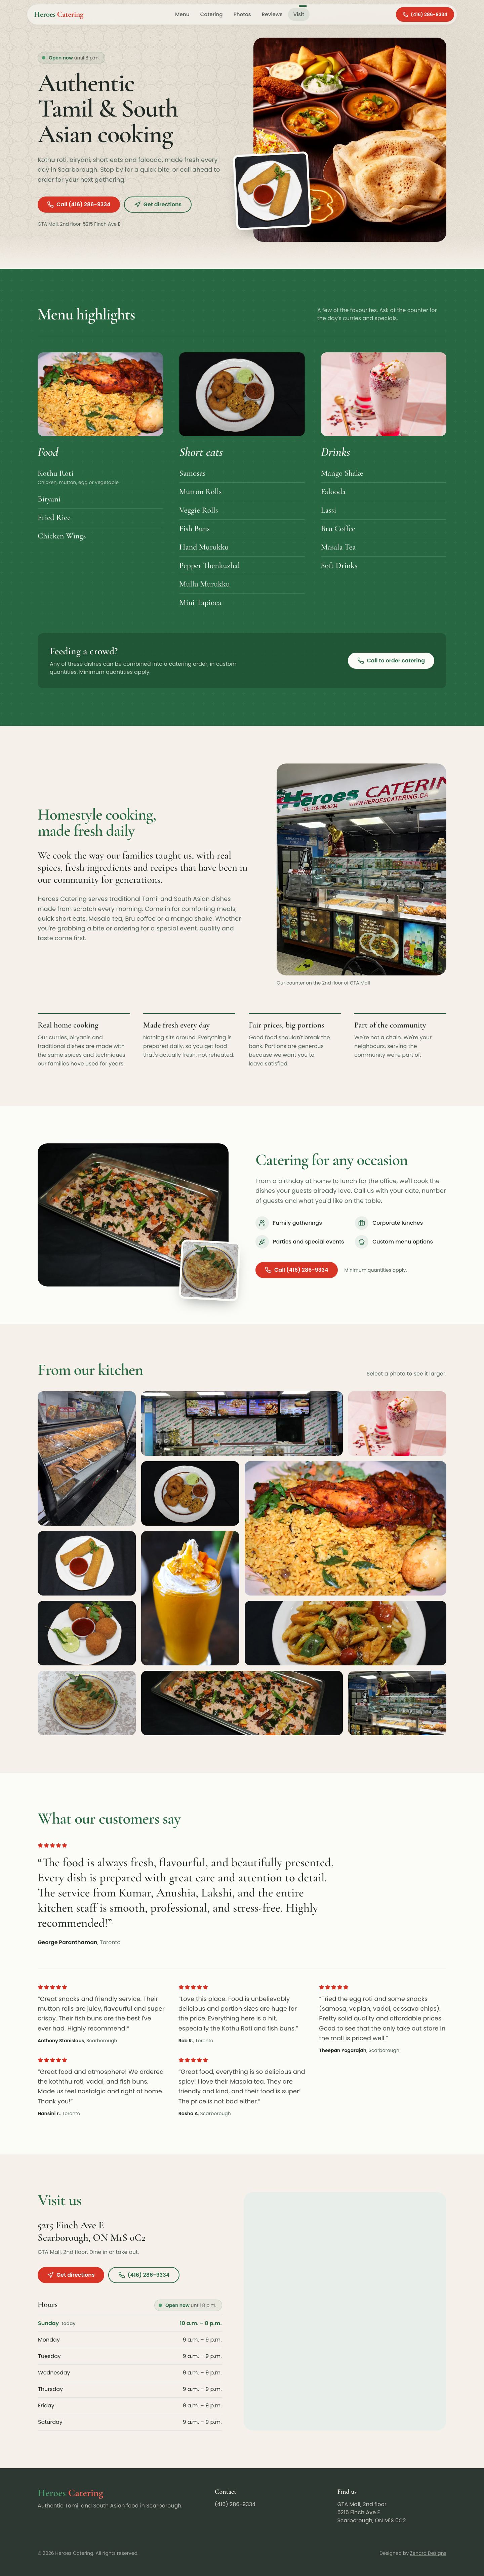 Heroes Catering
Menu Catering Photos Reviews Visit
(416) 286-9334
Open now until 8 p.m.
Authentic
Tamil & South
Asian cooking
Kothu roti, biryani, short eats and falooda, made fresh every
day in Scarborough. Stop by for a quick bite, or call ahead to
order for your next gathering.
Call (416) 286-9334
Get directions
GTA Mall, 2nd floor, 5215 Finch Ave E
Menu highlights
A few of the favourites. Ask at the counter for
the day's curries and specials.
Food
Kothu Roti
Chicken, mutton, egg or vegetable
Biryani
Fried Rice
Chicken Wings
Short eats
Samosas
Mutton Rolls
Veggie Rolls
Fish Buns
Hand Murukku
Pepper Thenkuzhal
Mullu Murukku
Mini Tapioca
Drinks
Mango Shake
Falooda
Lassi
Bru Coffee
Masala Tea
Soft Drinks
Feeding a crowd?
Any of these dishes can be combined into a catering order, in custom
quantities. Minimum quantities apply.
Call to order catering
Homestyle cooking,
made fresh daily
We cook the way our families taught us, with real
spices, fresh ingredients and recipes that have been in
our community for generations.
Heroes Catering serves traditional Tamil and South Asian dishes
made from scratch every morning. Come in for comforting meals,
quick short eats, Masala tea, Bru coffee or a mango shake. Whether
you're grabbing a bite or ordering for a special event, quality and
taste come first.
Heroes CATERING
TEL: 416-286-9334
Our counter on the 2nd floor of GTA Mall
Real home cooking
Our curries, biryanis and
traditional dishes are made with
the same spices and techniques
our families have used for years.
Made fresh every day
Nothing sits around. Everything is
prepared daily, so you get food
that's actually fresh, not reheated.
Fair prices, big portions
Good food shouldn't break the
bank. Portions are generous
because we want you to
leave satisfied.
Part of the community
We're not a chain. We're your
neighbours, serving the
community we're part of.
Catering for any occasion
From a birthday at home to lunch for the office, we'll cook the
dishes your guests already love. Call us with your date, number
of guests and what you'd like on the table.
Family gatherings
Corporate lunches
Parties and special events
Custom menu options
Call (416) 286-9334
Minimum quantities apply.
From our kitchen
Select a photo to see it larger.
What our customers say
“The food is always fresh, flavourful, and beautifully presented.
Every dish is prepared with great care and attention to detail.
The service from Kumar, Anushia, Lakshi, and the entire
kitchen staff is smooth, professional, and stress-free. Highly
recommended!”
George Paranthaman, Toronto
“Great snacks and friendly service. Their
mutton rolls are juicy, flavourful and super
crispy. Their fish buns are the best I've
ever had. Highly recommend!”
Anthony Stanislaus, Scarborough
“Love this place. Food is unbelievably
delicious and portion sizes are huge for
the price. Everything here is a hit,
especially the Kothu Roti and fish buns.”
Rob K., Toronto
“Tried the egg roti and some snacks
(samosa, vapian, vadai, cassava chips).
Pretty solid quality and affordable prices.
Good to see that the only take out store in
the mall is priced well.”
Theepan Yogarajah, Scarborough
“Great food and atmosphere! We ordered
the koththu roti, vadai, and fish buns.
Made us feel nostalgic and right at home.
Thank you!”
Hansini r., Toronto
“Great food, everything is so delicious and
spicy! I love their Masala tea. They are
friendly and kind, and their food is super!
The price is not bad either.”
Rasha A, Scarborough
Visit us
5215 Finch Ave E
Scarborough, ON M1S 0C2
GTA Mall, 2nd floor. Dine in or take out.
Get directions
(416) 286-9334
Hours
Open now until 8 p.m.
Sunday today 10 a.m. – 8 p.m.
Monday 9 a.m. – 9 p.m.
Tuesday 9 a.m. – 9 p.m.
Wednesday 9 a.m. – 9 p.m.
Thursday 9 a.m. – 9 p.m.
Friday 9 a.m. – 9 p.m.
Saturday 9 a.m. – 9 p.m.
Heroes Catering
Authentic Tamil and South Asian food in Scarborough.
Contact
(416) 286-9334
Find us
GTA Mall, 2nd floor
5215 Finch Ave E
Scarborough, ON M1S 0C2
© 2026 Heroes Catering. All rights reserved.
Designed by Zenara Designs